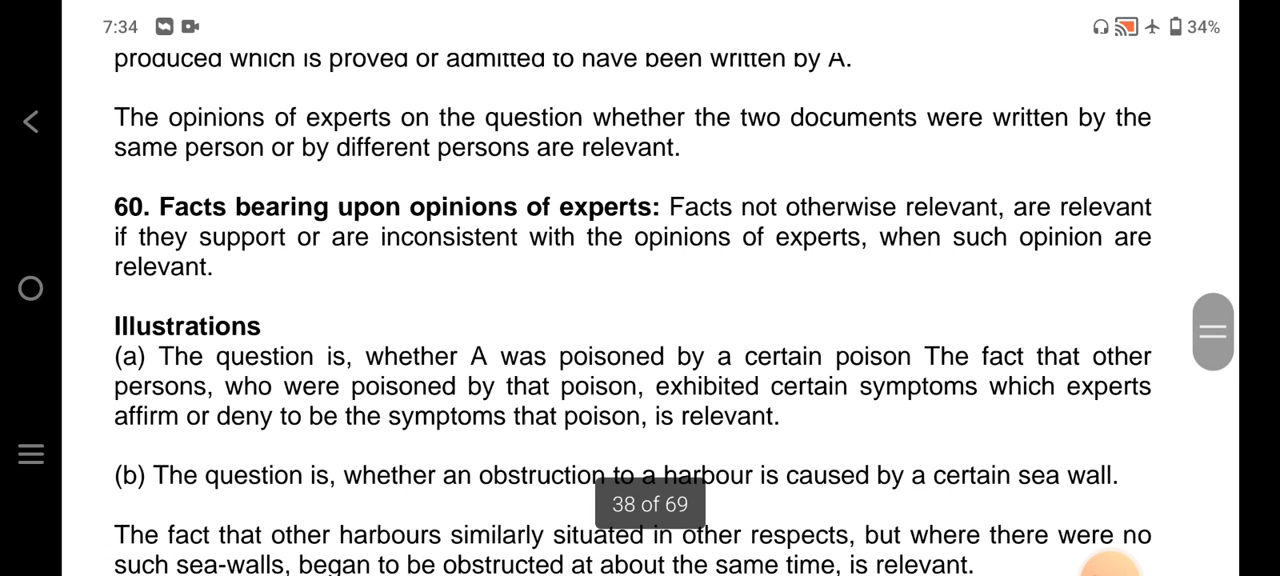 7:34
34%
produced which is proved or admitted to have been written by A.
The opinions of experts on the question whether the two documents were written by the
same person or by different persons are relevant.
60. Facts bearing upon opinions of experts: Facts not otherwise relevant, are relevant
if they support or are inconsistent with the opinions of experts, when such opinion are
relevant.
Illustrations
(a) The question is, whether A was poisoned by a certain poison The fact that other
persons, who were poisoned by that poison, exhibited certain symptoms which experts
affirm or deny to be the symptoms that poison, is relevant.
(b) The question is, whether an obstruction to a harbour is caused by a certain sea wall.
38 of 69
The fact that other harbours similarly situated in other respects, but where there were no
such sea-walls, began to be obstructed at about the same time, is relevant.